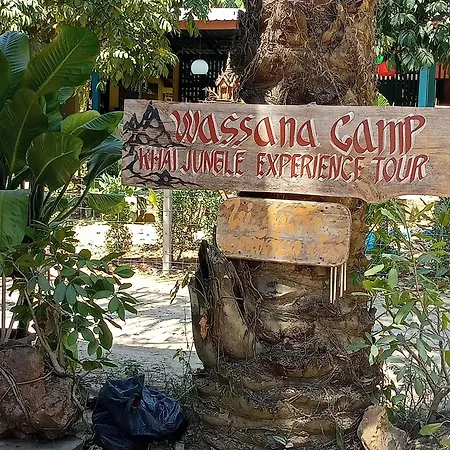 Wassana Camp
KHAI JUNGLE EXPERIENCE TOUR